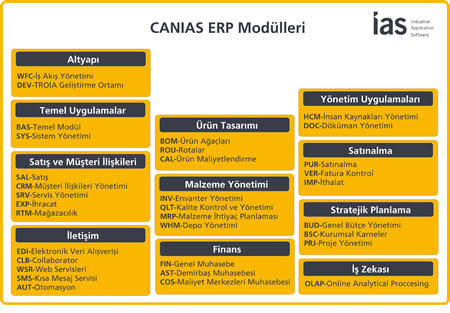 CANIAS ERP Modülleri
ias
Industrial
Application
Software
Altyapı
WFC-İş Akış Yönetimi
DEV-TROIA Geliştirme Ortamı
Temel Uygulamalar
BAS-Temel Modül
SYS-Sistem Yönetimi
Satış ve Müşteri İlişkileri
SAL-Satış
CRM-Müşteri İlişkileri Yönetimi
SRV-Servis Yönetimi
EXP-İhracat
RTM-Mağazacılık
İletişim
EDI-Elektronik Veri Alışverişi
CLB-Collaborator
WSR-Web Servisleri
SMS-Kısa Mesaj Servisi
AUT-Otomasyon
Ürün Tasarımı
BOM-Ürün Ağaçları
ROU-Rotalar
CAL-Ürün Maliyetlendirme
Malzeme Yönetimi
INV-Envanter Yönetimi
QLT-Kalite Kontrol ve Yönetimi
MRP-Malzeme İhtiyaç Planlaması
WHM-Depo Yönetimi
Finans
FIN-Genel Muhasebe
AST-Demirbaş Muhasebesi
COS-Maliyet Merkezleri Muhasebesi
Yönetim Uygulamaları
HCM-İnsan Kaynakları Yönetimi
DOC-Döküman Yönetimi
Satınalma
PUR-Satınalma
VER-Fatura Kontrol
IMP-İthalat
Stratejik Planlama
BUD-Genel Bütçe Yönetimi
BSC-Kurumsal Karneler
PRJ-Proje Yönetimi
İş Zekası
OLAP-Online Analytical Proccesing